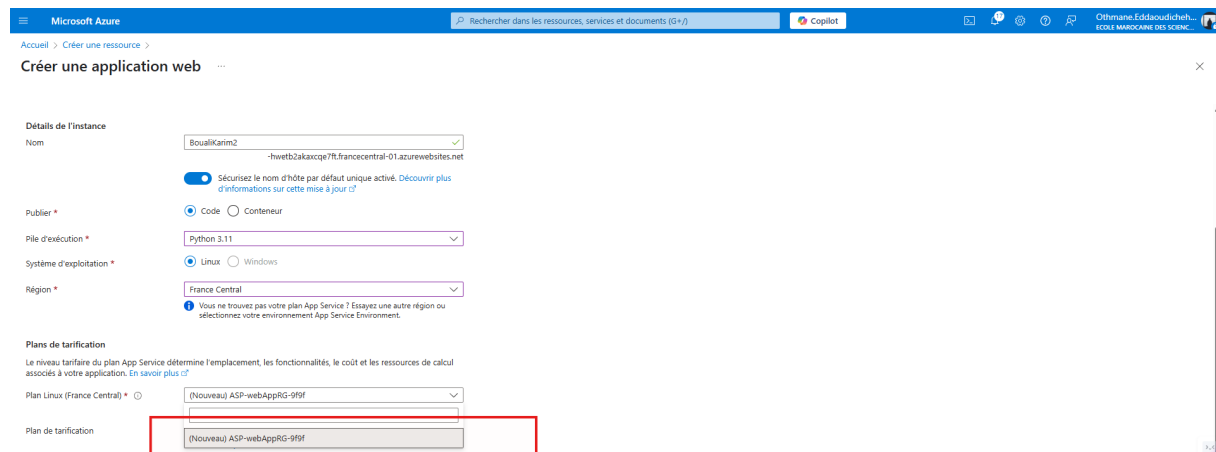 Microsoft Azure
Rechercher dans les ressources, services et documents (G+/)
Copilot
17
Othmane.Eddaoudicheh...
ECOLE MAROCAINE DES SCIENC...
Accueil > Créer une ressource >
Créer une application web ...
Détails de l'instance
Nom
BoualiKarim2
-hwetb2akaxcqe7ft.francecentral-01.azurewebsites.net
Sécurisez le nom d'hôte par défaut unique activé. Découvrir plus
d'informations sur cette mise à jour
Publier *
Code
Conteneur
Pile d'exécution *
Python 3.11
Système d'exploitation *
Linux
Windows
Région *
France Central
Vous ne trouvez pas votre plan App Service ? Essayez une autre région ou
sélectionnez votre environnement App Service Environment.
Plans de tarification
Le niveau tarifaire du plan App Service détermine l'emplacement, les fonctionnalités, le coût et les ressources de calcul
associés à votre application. En savoir plus
Plan Linux (France Central) *
(Nouveau) ASP-webAppRG-9f9f
Plan de tarification
(Nouveau) ASP-webAppRG-9f9f